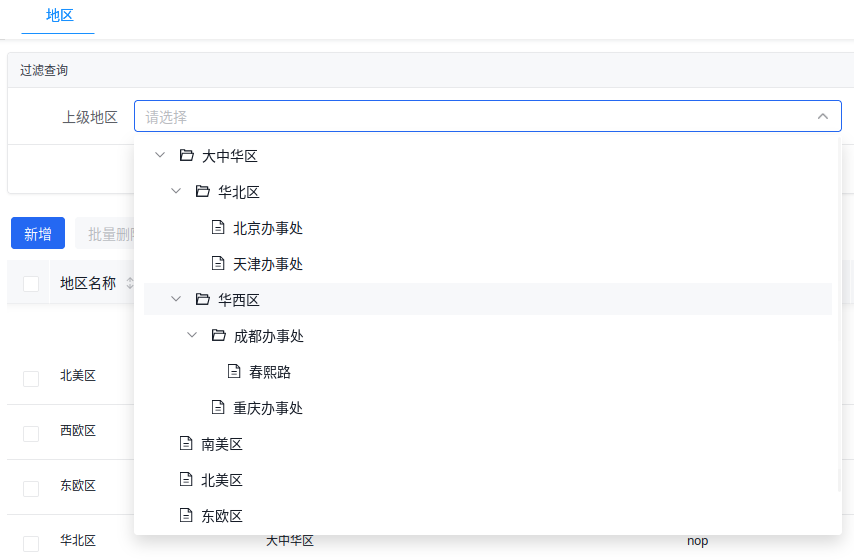 地区
过滤查询
上级地区 请选择
大中华区
华北区
北京办事处
天津办事处
华西区
成都办事处
春熙路
重庆办事处
南美区
北美区
东欧区
新增 批量删
地区名称
北美区
西欧区
东欧区
华北区 大中华区 nop